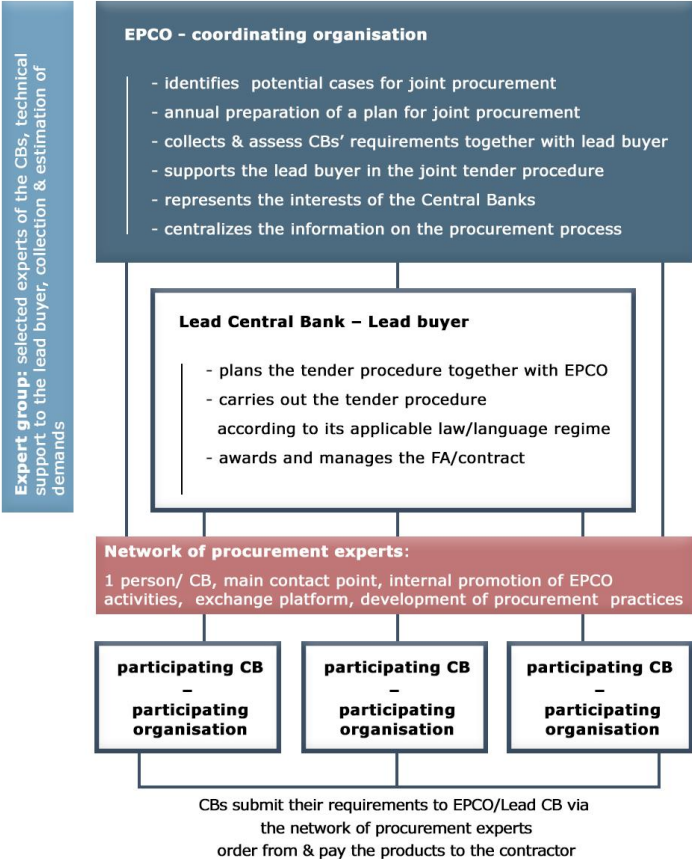 Expert group: selected experts of the CBs, technical
support to the lead buyer, collection & estimation of
demands
EPCO - coordinating organisation
- identifies potential cases for joint procurement
- annual preparation of a plan for joint procurement
- collects & assess CBs' requirements together with lead buyer
- supports the lead buyer in the joint tender procedure
- represents the interests of the Central Banks
- centralizes the information on the procurement process
Lead Central Bank – Lead buyer
- plans the tender procedure together with EPCO
- carries out the tender procedure
according to its applicable law/language regime
- awards and manages the FA/contract
Network of procurement experts:
1 person/ CB, main contact point, internal promotion of EPCO
activities, exchange platform, development of procurement practices
participating CB
–
participating
organisation
participating CB
–
participating
organisation
participating CB
–
participating
organisation
CBs submit their requirements to EPCO/Lead CB via
the network of procurement experts
order from & pay the products to the contractor